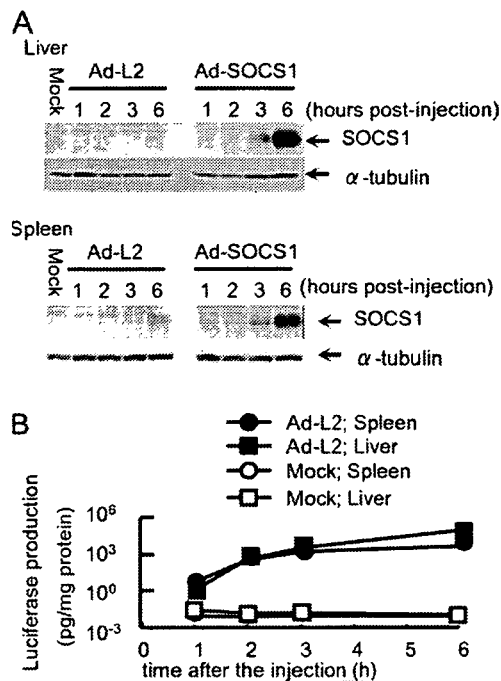 A
Liver
Mock
Ad-L2
Ad-SOCS1
1 2 3 6
1 2 3 6 (hours post-injection)
SOCS1
α-tubulin
Spleen
Mock
Ad-L2
Ad-SOCS1
1 2 3 6
1 2 3 6 (hours post-injection)
SOCS1
α-tubulin
B
Ad-L2; Spleen
Ad-L2; Liver
Mock; Spleen
Mock; Liver
Luciferase production
(pg/mg protein)
10^6
10^3
10^0
10^-3
0 1 2 3 4 5 6
time after the injection (h)